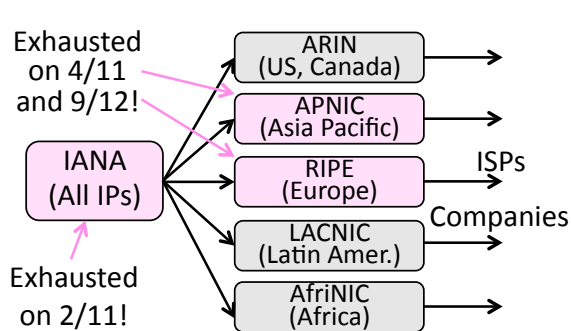 Exhausted
on 4/11
and 9/12!
IANA
(All IPs)
Exhausted
on 2/11!
ARIN
(US, Canada)
APNIC
(Asia Pacific)
RIPE
(Europe)
LACNIC
(Latin Amer.)
AfriNIC
(Africa)
ISPs
Companies